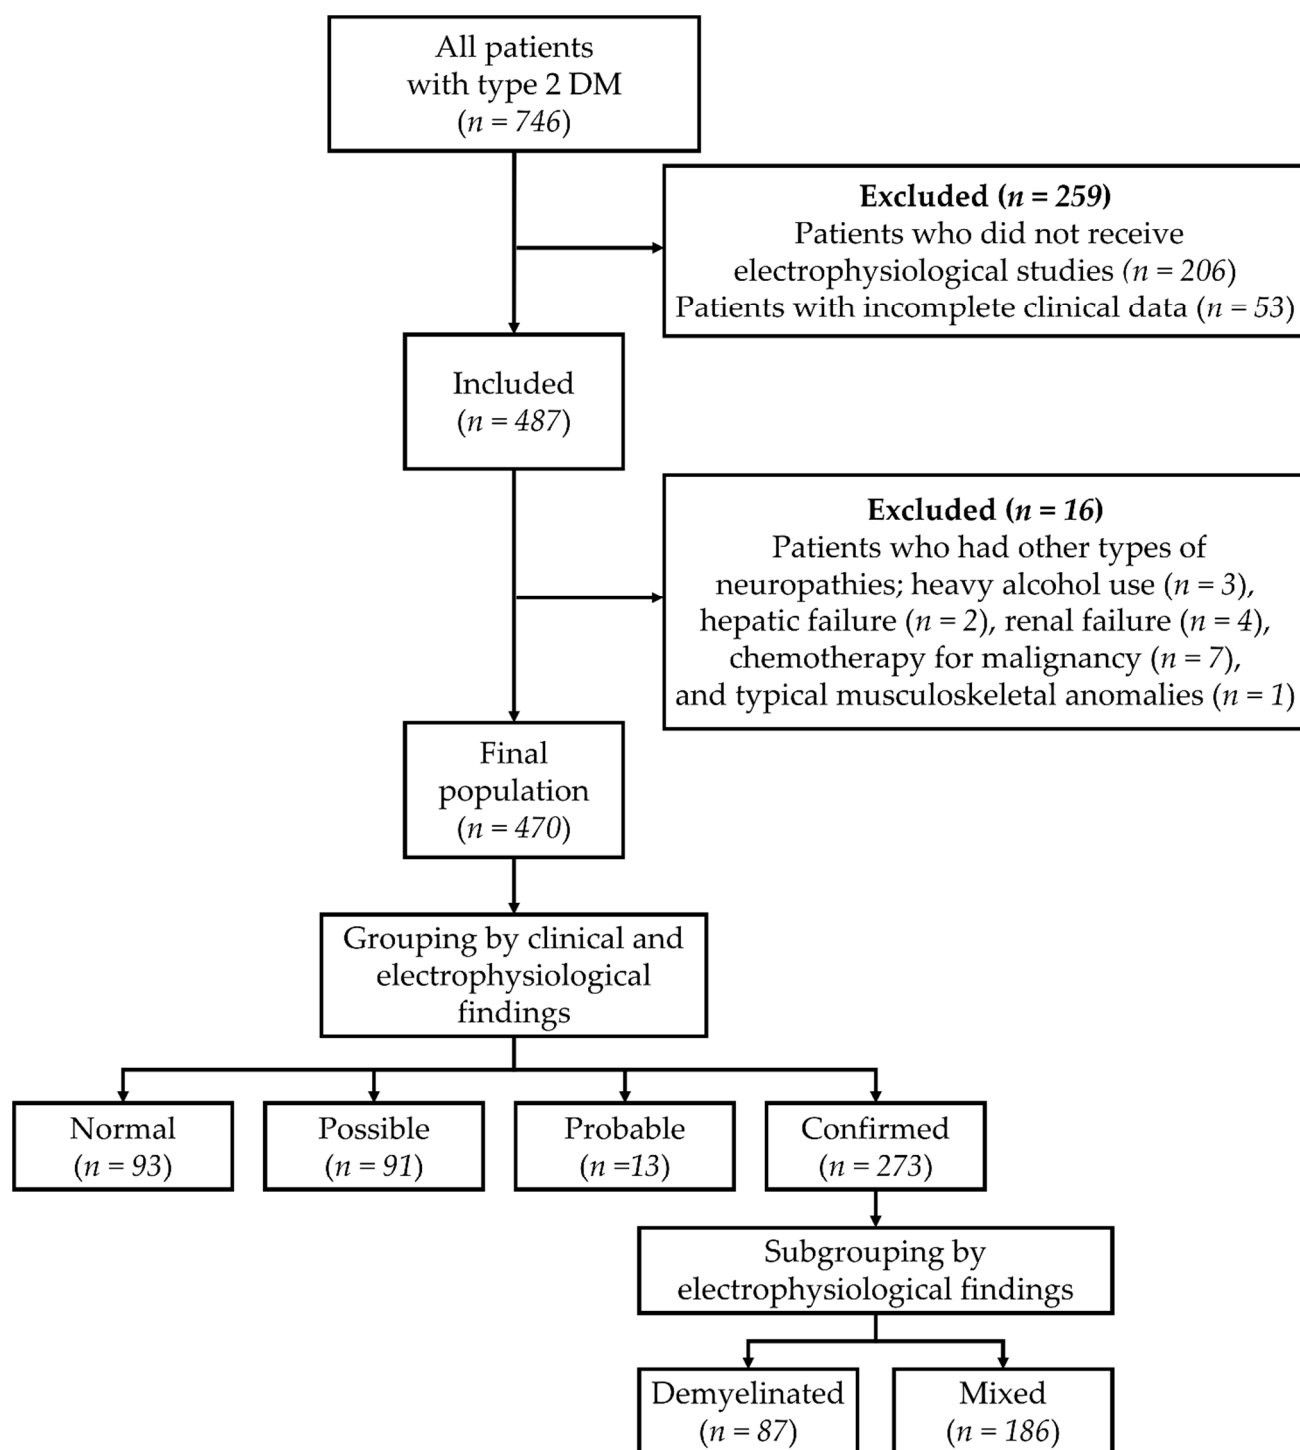 All patients
with type 2 DM
(n = 746)
Excluded (n = 259)
Patients who did not receive
electrophysiological studies (n = 206)
Patients with incomplete clinical data (n = 53)
Included
(n = 487)
Excluded (n = 16)
Patients who had other types of
neuropathies; heavy alcohol use (n = 3),
hepatic failure (n = 2), renal failure (n = 4),
chemotherapy for malignancy (n = 7),
and typical musculoskeletal anomalies (n = 1)
Final
population
(n = 470)
Grouping by clinical and
electrophysiological
findings
Normal
(n = 93)
Possible
(n = 91)
Probable
(n =13)
Confirmed
(n = 273)
Subgrouping by
electrophysiological findings
Demyelinated
(n = 87)
Mixed
(n = 186)